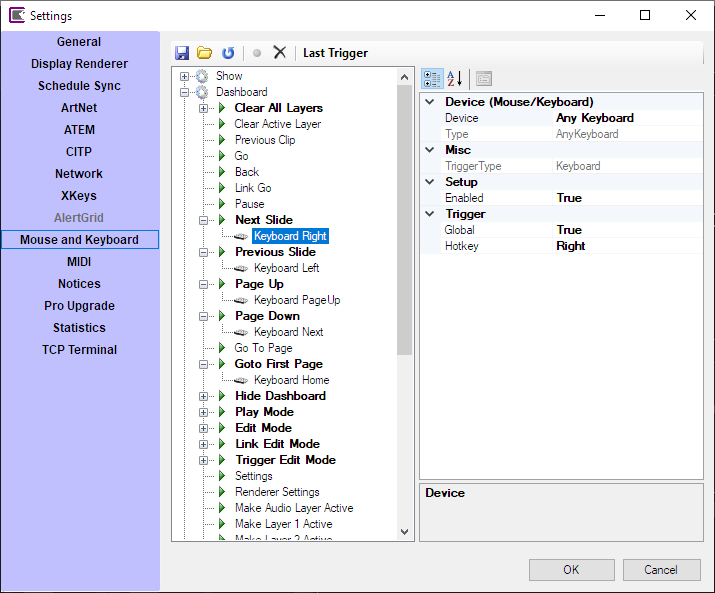 Settings
General
Display Renderer
Schedule Sync
ArtNet
ATEM
CITP
Network
XKeys
AlertGrid
Mouse and Keyboard
MIDI
Notices
Pro Upgrade
Statistics
TCP Terminal
Last Trigger
Show
Dashboard
Clear All Layers
Clear Active Layer
Previous Clip
Go
Back
Link Go
Pause
Next Slide
Keyboard Right
Previous Slide
Keyboard Left
Page Up
Keyboard PageUp
Page Down
Keyboard Next
Go To Page
Goto First Page
Keyboard Home
Hide Dashboard
Play Mode
Edit Mode
Link Edit Mode
Trigger Edit Mode
Settings
Renderer Settings
Make Audio Layer Active
Make Layer 1 Active
Make Layer 2 Active
Device (Mouse/Keyboard)
Device Any Keyboard
Type AnyKeyboard
Misc
TriggerType Keyboard
Setup
Enabled True
Trigger
Global True
Hotkey Right
Device
OK Cancel